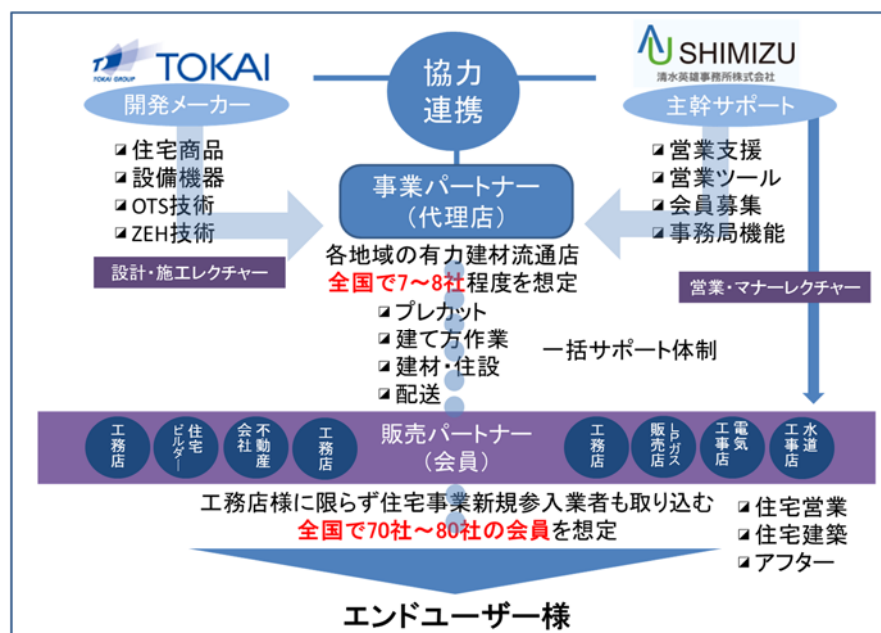 TOKAI
TOKAI GROUP
開発メーカー
住宅商品
設備機器
OTS技術
ZEH技術
設計・施工レクチャー
協力
連携
事業パートナー
（代理店）
各地域の有力建材流通店
全国で7～8社程度を想定
プレカット
建て方作業
建材・住設
配送
SHIMIZU
清水英雄事務所株式会社
主幹サポート
営業支援
営業ツール
会員募集
事務局機能
営業・マナーレクチャー
一括サポート体制
工務店
住宅ビルダー
不動産会社
工務店
販売パートナー
（会員）
工務店
LPガス販売店
電気工事店
水道工事店
工務店様に限らず住宅事業新規参入業者も取り込む
全国で70社～80社の会員を想定
住宅営業
住宅建築
アフター
エンドユーザー様